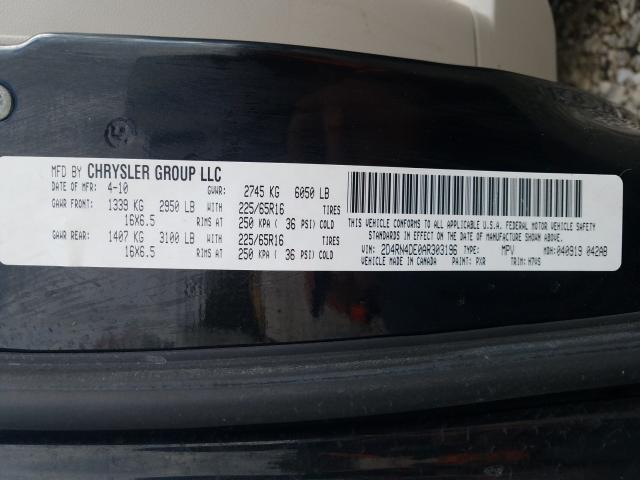 MFD BY CHRYSLER GROUP LLC
DATE OF MFR: 4-10 GVWR: 2745 KG 6050 LB
GAWR FRONT: 1339 KG 2950 LB WITH 225/65R16 TIRES
16X6.5 RIMS AT 250 KPA ( 36 PSI) COLD
GAWR REAR: 1407 KG 3100 LB WITH 225/65R16 TIRES
16X6.5 RIMS AT 250 KPA ( 36 PSI) COLD
THIS VEHICLE CONFORMS TO ALL APPLICABLE U.S.A. FEDERAL MOTOR VEHICLE SAFETY
STANDARDS IN EFFECT ON THE DATE OF MANUFACTURE SHOWN ABOVE.
VIN: 2D4RN4DE0AR303196 TYPE: MPV MDH: 040919 042AB
VEHICLE MADE IN CANADA PAINT: PXR TRIM: H7VS